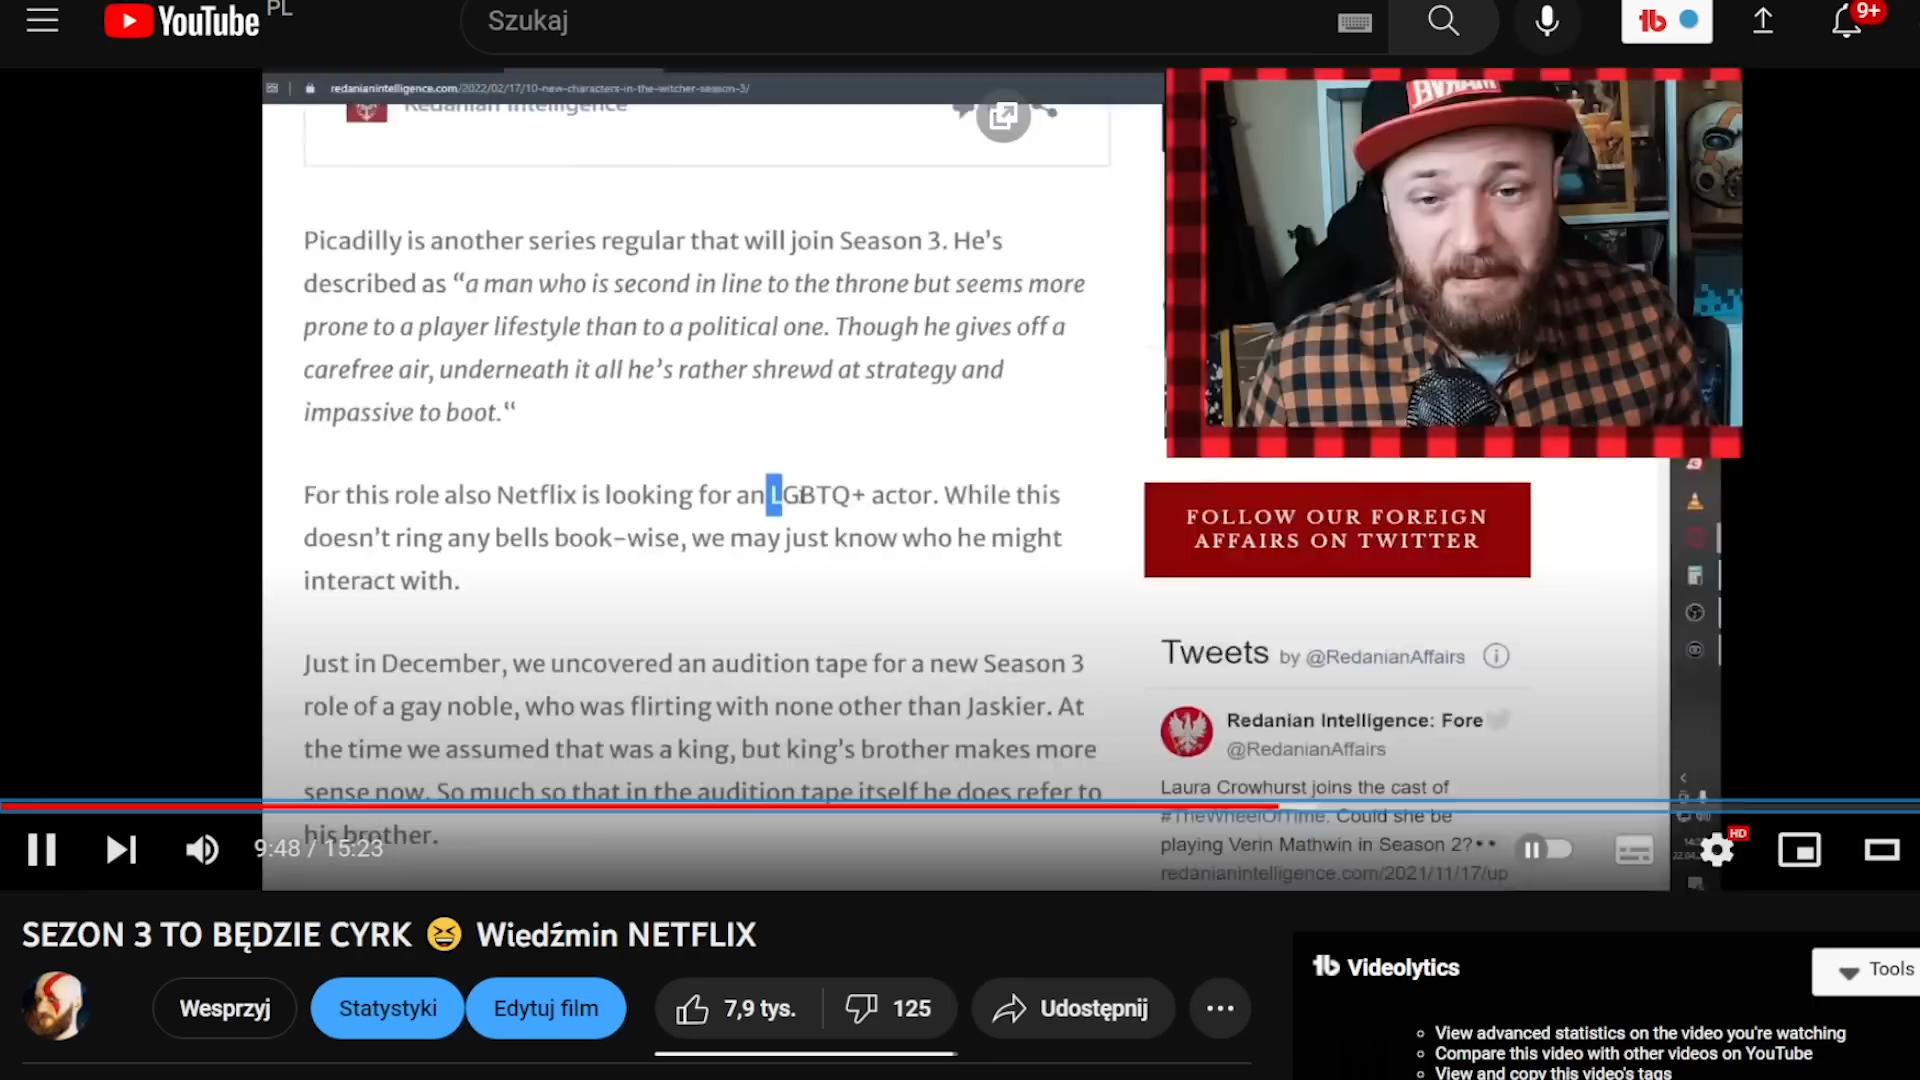 YouTube PL
Szukaj
9+
redanianintelligence.com/2022/02/17/10-new-characters-in-the-witcher-season-3/
Redanian Intelligence
Picadilly is another series regular that will join Season 3. He's
described as “a man who is second in line to the throne but seems more
prone to a player lifestyle than to a political one. Though he gives off a
carefree air, underneath it all he's rather shrewd at strategy and
impassive to boot.“
For this role also Netflix is looking for an LGBTQ+ actor. While this
doesn't ring any bells book-wise, we may just know who he might
interact with.
Just in December, we uncovered an audition tape for a new Season 3
role of a gay noble, who was flirting with none other than Jaskier. At
the time we assumed that was a king, but king's brother makes more
sense now. So much so that in the audition tape itself he does refer to
his brother.
FOLLOW OUR FOREIGN
AFFAIRS ON TWITTER
Tweets by @RedanianAffairs
Redanian Intelligence: Fore
@RedanianAffairs
Laura Crowhurst joins the cast of
#TheWheelOfTime. Could she be
playing Verin Mathwin in Season 2?
redanianintelligence.com/2021/11/17/up
9:48 / 15:23
HD
SEZON 3 TO BĘDZIE CYRK 😆 Wiedźmin NETFLIX
Wesprzyj
Statystyki
Edytuj film
7,9 tys.
125
Udostępnij
tb Videolytics
Tools
View advanced statistics on the video you're watching
Compare this video with other videos on YouTube
View and copy this video's tags